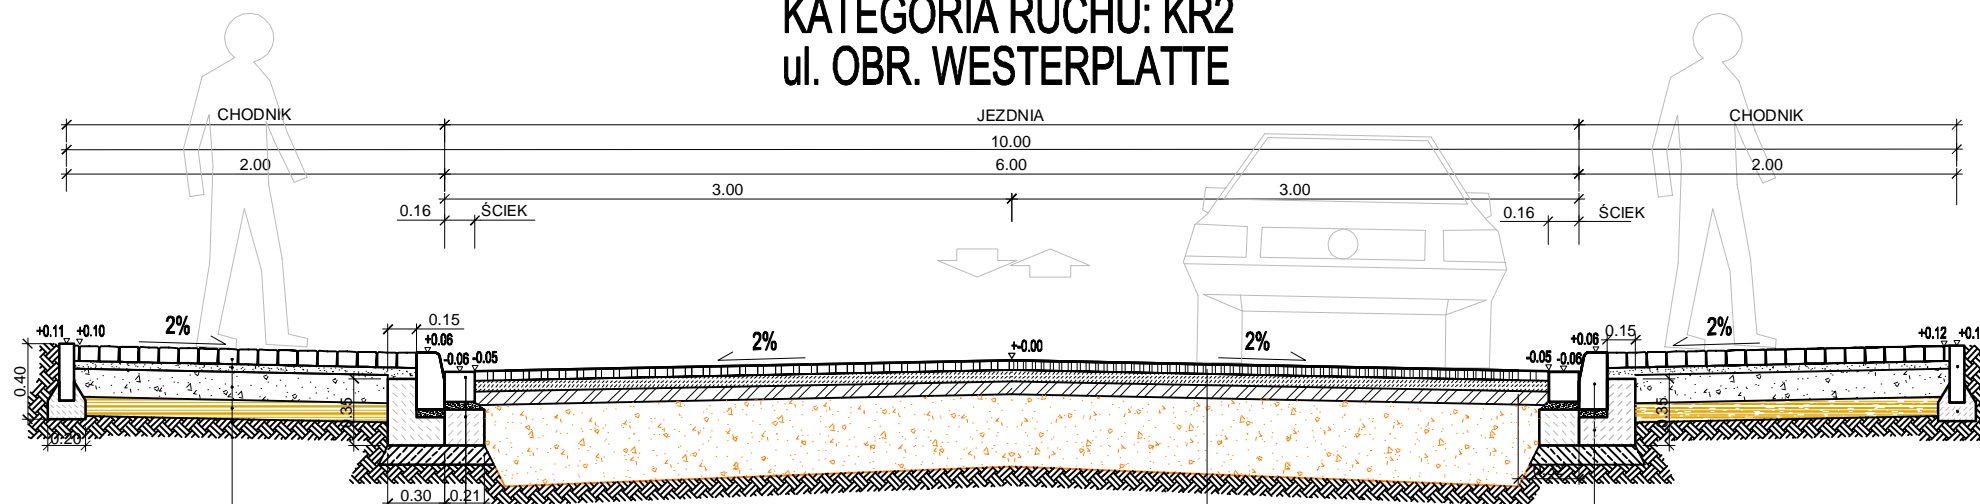 KATEGORIA RUCHU: KR2
ul. OBR. WESTERPLATTE
CHODNIK JEZDNIA CHODNIK
10.00
2.00 6.00 2.00
3.00 3.00
0.16 ŚCIEK 0.16 ŚCIEK
+0.11 +0.10 2% 0.15 +0.06 -0.06 -0.05 2% +-0.00 2% -0.05 -0.06 +0.06 0.15 2% +0.12
0.40 0.35 0.35
0.20
0.30 0.21